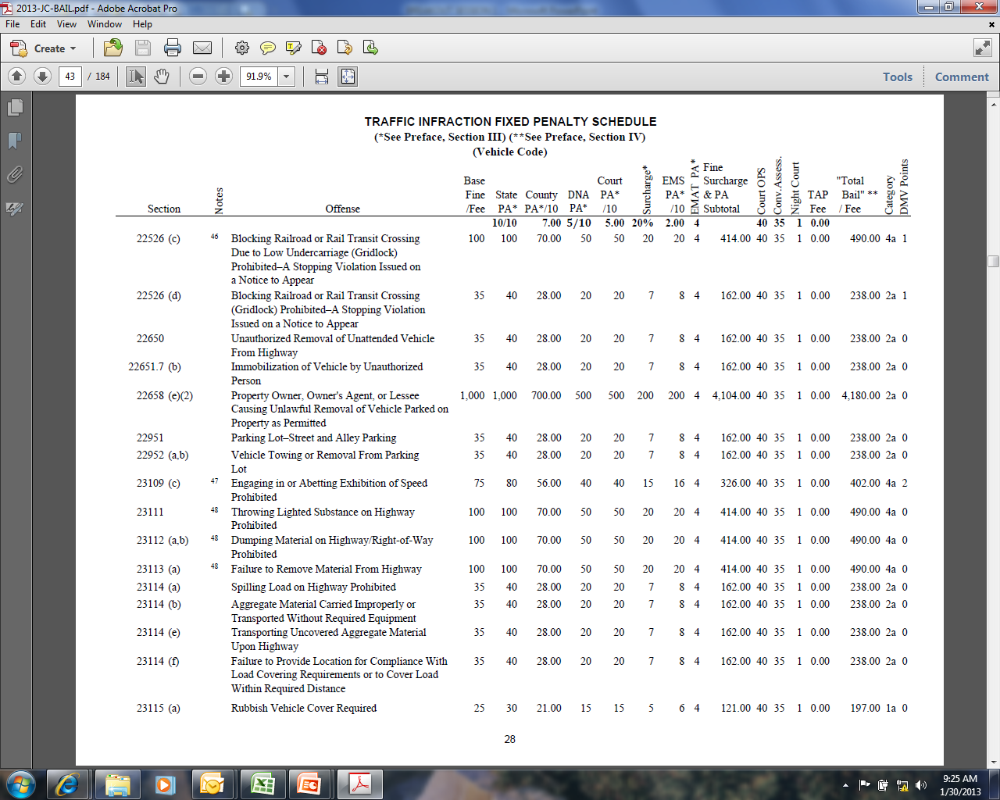 2013-JC-BAIL.pdf - Adobe Acrobat Pro
File Edit View Window Help
Create
43 / 184 91.9% Tools Comment
TRAFFIC INFRACTION FIXED PENALTY SCHEDULE
(*See Preface, Section III) (**See Preface, Section IV)
(Vehicle Code)
Section Notes Offense Base Fine /Fee State PA* County PA*/10 DNA PA* Court PA* /10 Surcharge* EMS PA* /10 EMAT PA* Fine Surcharge & PA Subtotal Court OPS Conv.Assess. Night Court TAP Fee "Total Bail" ** / Fee Category DMV Points
10/10 7.00 5/10 5.00 20% 2.00 4 40 35 1 0.00
22526 (c) 46 Blocking Railroad or Rail Transit Crossing 100 100 70.00 50 50 20 20 4 414.00 40 35 1 0.00 490.00 4a 1
Due to Low Undercarriage (Gridlock)
Prohibited–A Stopping Violation Issued on
a Notice to Appear
22526 (d) Blocking Railroad or Rail Transit Crossing 35 40 28.00 20 20 7 8 4 162.00 40 35 1 0.00 238.00 2a 1
(Gridlock) Prohibited–A Stopping Violation
Issued on a Notice to Appear
22650 Unauthorized Removal of Unattended Vehicle 35 40 28.00 20 20 7 8 4 162.00 40 35 1 0.00 238.00 2a 0
From Highway
22651.7 (b) Immobilization of Vehicle by Unauthorized 35 40 28.00 20 20 7 8 4 162.00 40 35 1 0.00 238.00 2a 0
Person
22658 (e)(2) Property Owner, Owner's Agent, or Lessee 1,000 1,000 700.00 500 500 200 200 4 4,104.00 40 35 1 0.00 4,180.00 2a 0
Causing Unlawful Removal of Vehicle Parked on
Property as Permitted
22951 Parking Lot–Street and Alley Parking 35 40 28.00 20 20 7 8 4 162.00 40 35 1 0.00 238.00 2a 0
22952 (a,b) Vehicle Towing or Removal From Parking 35 40 28.00 20 20 7 8 4 162.00 40 35 1 0.00 238.00 2a 0
Lot
23109 (c) 47 Engaging in or Abetting Exhibition of Speed 75 80 56.00 40 40 15 16 4 326.00 40 35 1 0.00 402.00 4a 2
Prohibited
23111 48 Throwing Lighted Substance on Highway 100 100 70.00 50 50 20 20 4 414.00 40 35 1 0.00 490.00 4a 0
Prohibited
23112 (a,b) 48 Dumping Material on Highway/Right-of-Way 100 100 70.00 50 50 20 20 4 414.00 40 35 1 0.00 490.00 4a 0
Prohibited
23113 (a) 48 Failure to Remove Material From Highway 100 100 70.00 50 50 20 20 4 414.00 40 35 1 0.00 490.00 4a 0
23114 (a) Spilling Load on Highway Prohibited 35 40 28.00 20 20 7 8 4 162.00 40 35 1 0.00 238.00 2a 0
23114 (b) Aggregate Material Carried Improperly or 35 40 28.00 20 20 7 8 4 162.00 40 35 1 0.00 238.00 2a 0
Transported Without Required Equipment
23114 (e) Transporting Uncovered Aggregate Material 35 40 28.00 20 20 7 8 4 162.00 40 35 1 0.00 238.00 2a 0
Upon Highway
23114 (f) Failure to Provide Location for Compliance With 35 40 28.00 20 20 7 8 4 162.00 40 35 1 0.00 238.00 2a 0
Load Covering Requirements or to Cover Load
Within Required Distance
23115 (a) Rubbish Vehicle Cover Required 25 30 21.00 15 15 5 6 4 121.00 40 35 1 0.00 197.00 1a 0
28
9:25 AM
1/30/2013